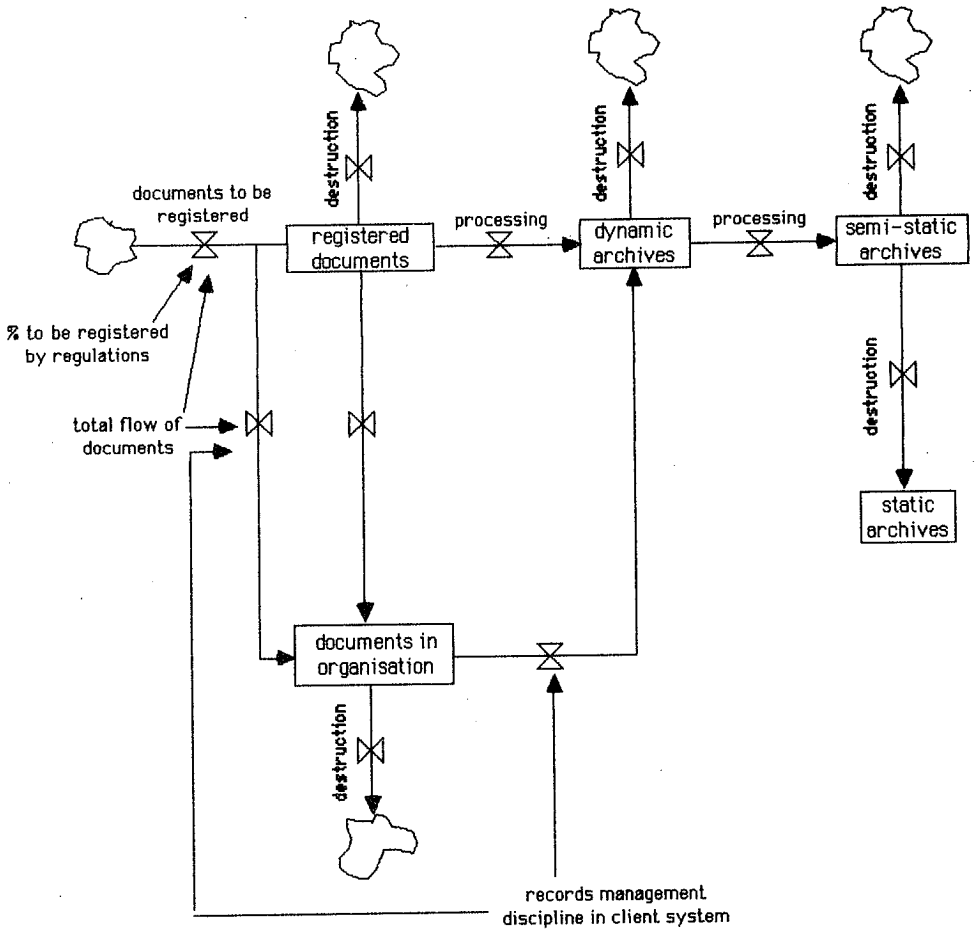 destruction
destruction
destruction
documents to be
registered
processing
processing
registered
documents
dynamic
archives
semi-static
archives
% to be registered
by regulations
destruction
total flow of
documents
static
archives
documents in
organisation
destruction
records management
discipline in client system